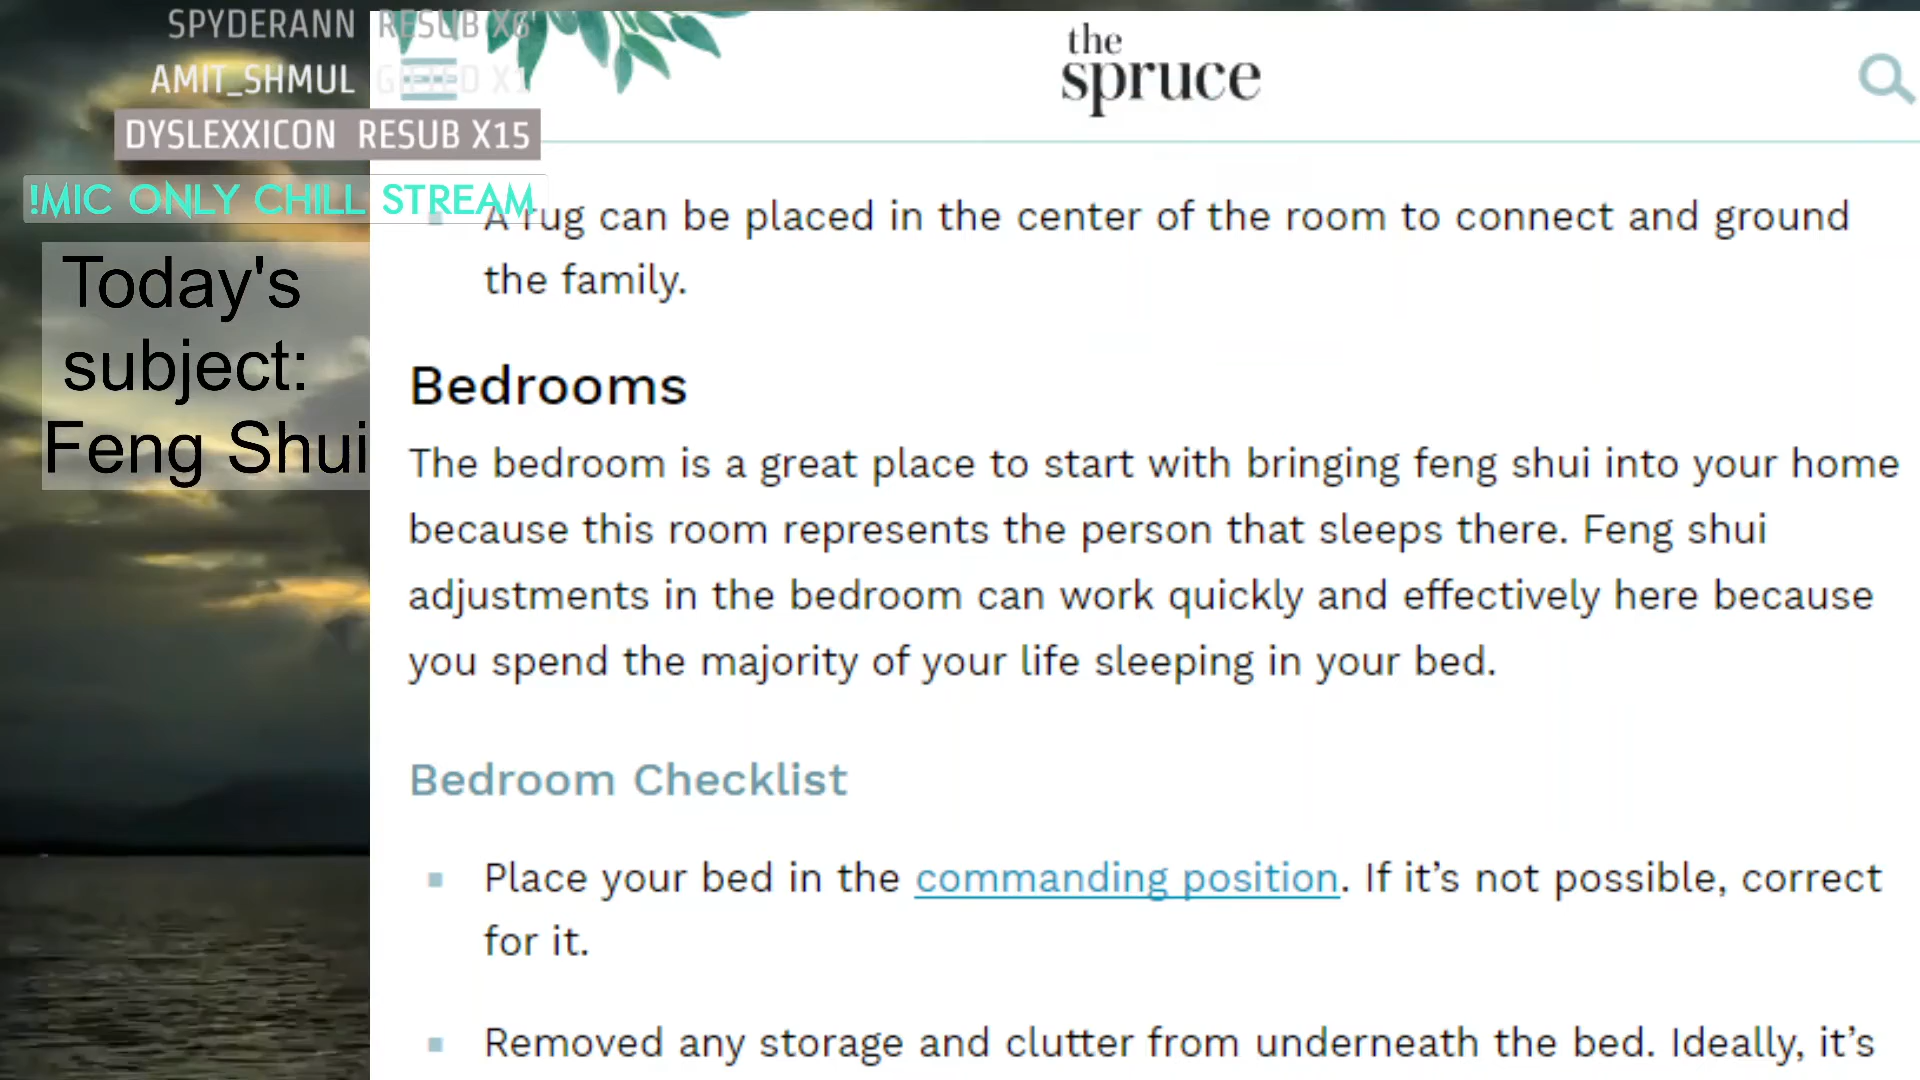 SPYDERANN RESUB X6
AMIT_SHMUL GIFTED X1
DYSLEXXICON RESUB X15
!MIC ONLY CHILL STREAM
Today's
subject:
Feng Shui
the
spruce
A rug can be placed in the center of the room to connect and ground
the family.
Bedrooms
The bedroom is a great place to start with bringing feng shui into your home
because this room represents the person that sleeps there. Feng shui
adjustments in the bedroom can work quickly and effectively here because
you spend the majority of your life sleeping in your bed.
Bedroom Checklist
Place your bed in the commanding position. If it’s not possible, correct
for it.
Removed any storage and clutter from underneath the bed. Ideally, it’s